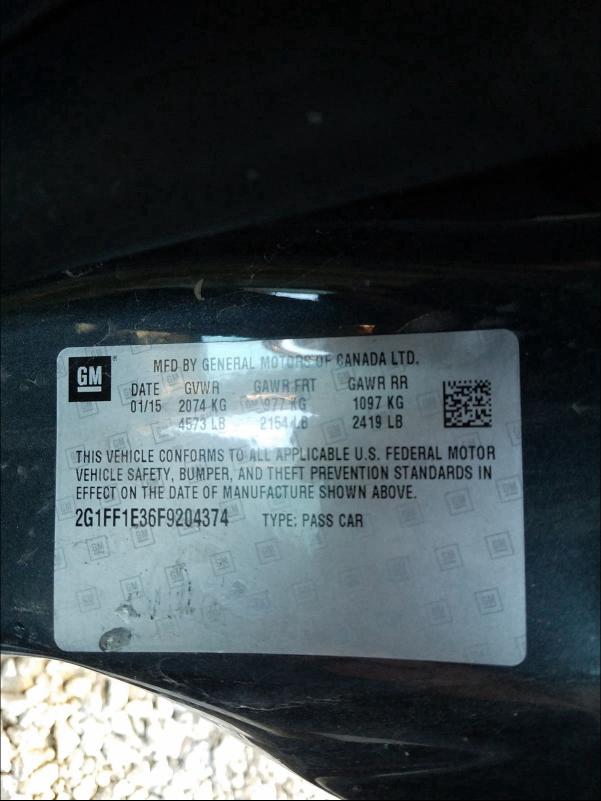 GM
MFD BY GENERAL MOTORS OF CANADA LTD.
DATE GVWR GAWR FRT GAWR RR
01/15 2074 KG 977 KG 1097 KG
4573 LB 2154 LB 2419 LB
THIS VEHICLE CONFORMS TO ALL APPLICABLE U.S. FEDERAL MOTOR
VEHICLE SAFETY, BUMPER, AND THEFT PREVENTION STANDARDS IN
EFFECT ON THE DATE OF MANUFACTURE SHOWN ABOVE.
2G1FF1E36F9204374 TYPE: PASS CAR